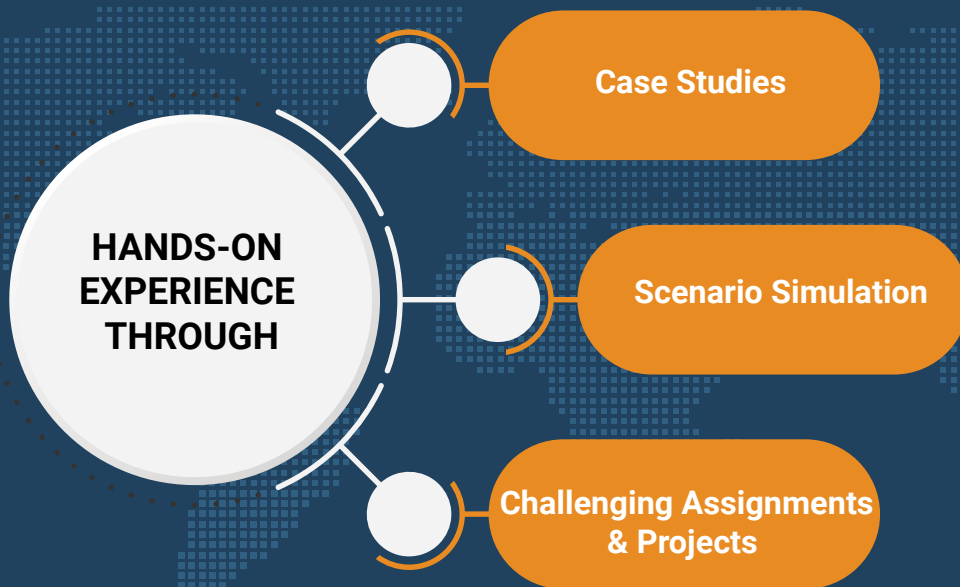 HANDS-ON
EXPERIENCE
THROUGH
Case Studies
Scenario Simulation
Challenging Assignments
& Projects